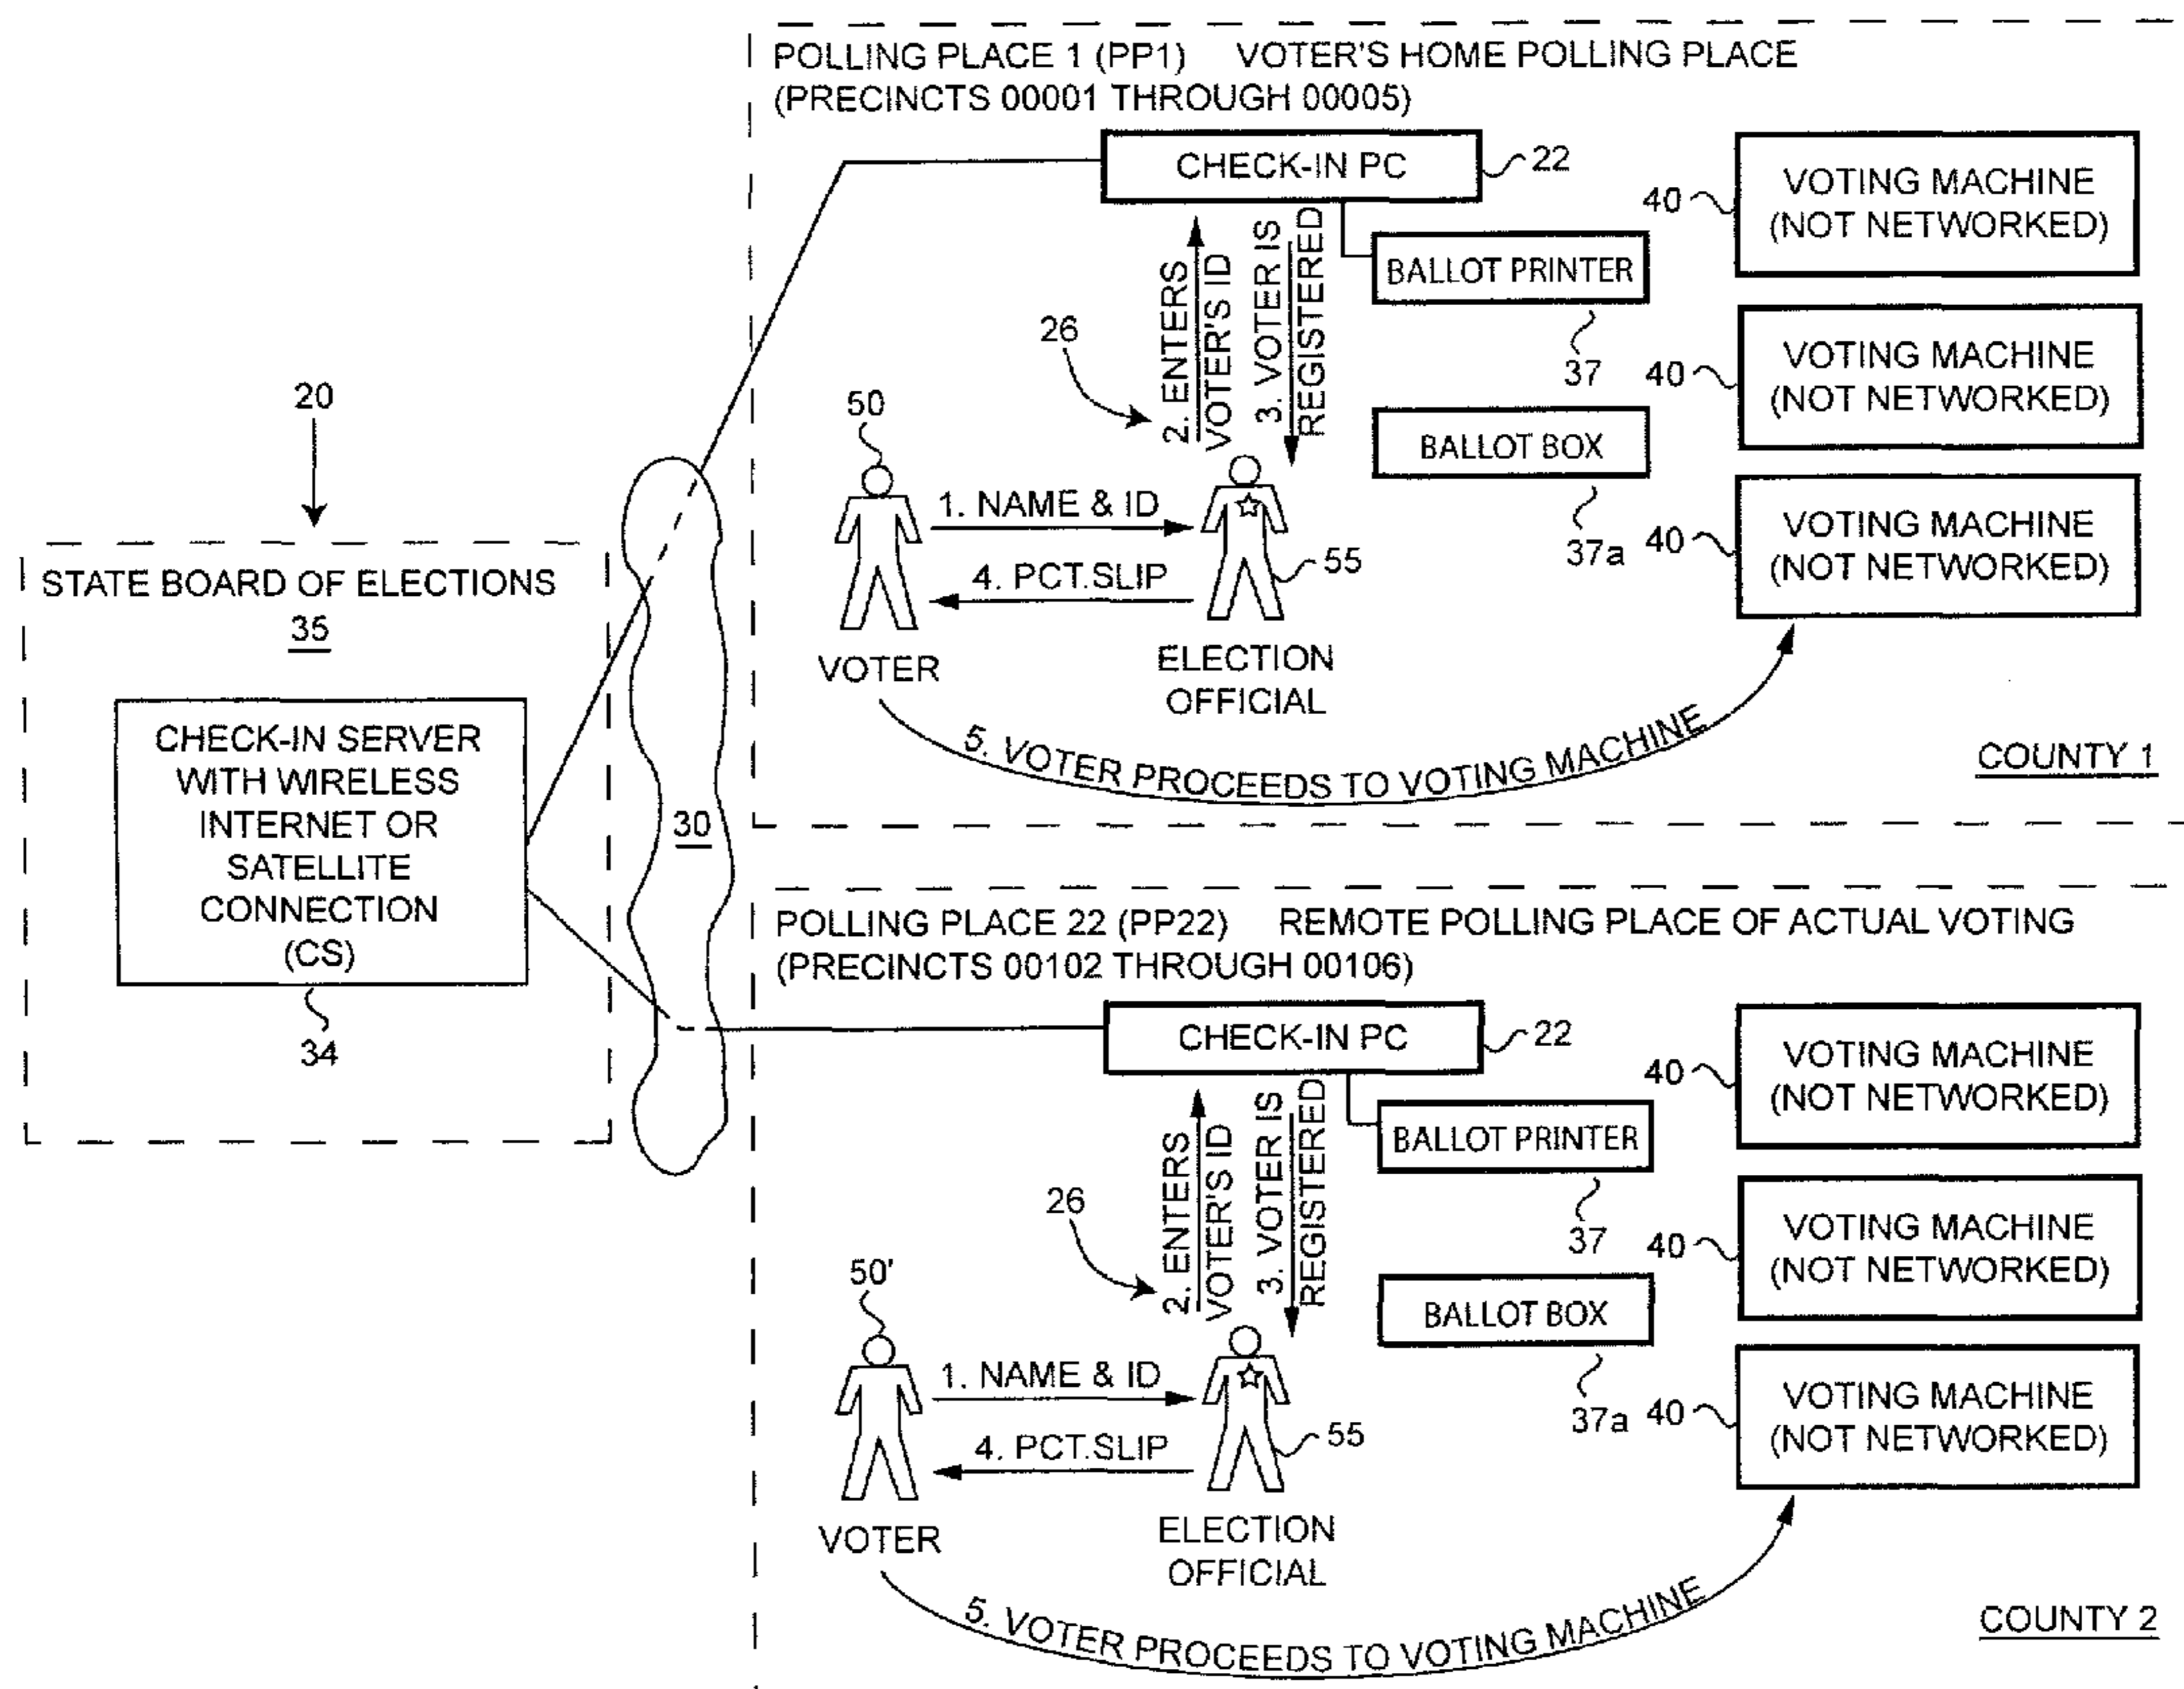 POLLING PLACE 1 (PP1) VOTER'S HOME POLLING PLACE
(PRECINCTS 00001 THROUGH 00005)
CHECK-IN PC
22
BALLOT PRINTER
37
BALLOT BOX
37a
40
VOTING MACHINE
(NOT NETWORKED)
40
VOTING MACHINE
(NOT NETWORKED)
40
VOTING MACHINE
(NOT NETWORKED)
26
2. ENTERS
VOTER'S ID
3. VOTER IS
REGISTERED
50
1. NAME & ID
4. PCT.SLIP
55
VOTER
ELECTION
OFFICIAL
5. VOTER PROCEEDS TO VOTING MACHINE
COUNTY 1
20
STATE BOARD OF ELECTIONS
35
CHECK-IN SERVER
WITH WIRELESS
INTERNET OR
SATELLITE
CONNECTION
(CS)
34
30
POLLING PLACE 22 (PP22) REMOTE POLLING PLACE OF ACTUAL VOTING
(PRECINCTS 00102 THROUGH 00106)
CHECK-IN PC
22
BALLOT PRINTER
37
BALLOT BOX
37a
40
VOTING MACHINE
(NOT NETWORKED)
40
VOTING MACHINE
(NOT NETWORKED)
40
VOTING MACHINE
(NOT NETWORKED)
26
2. ENTERS
VOTER'S ID
3. VOTER IS
REGISTERED
50'
1. NAME & ID
4. PCT.SLIP
55
VOTER
ELECTION
OFFICIAL
5. VOTER PROCEEDS TO VOTING MACHINE
COUNTY 2